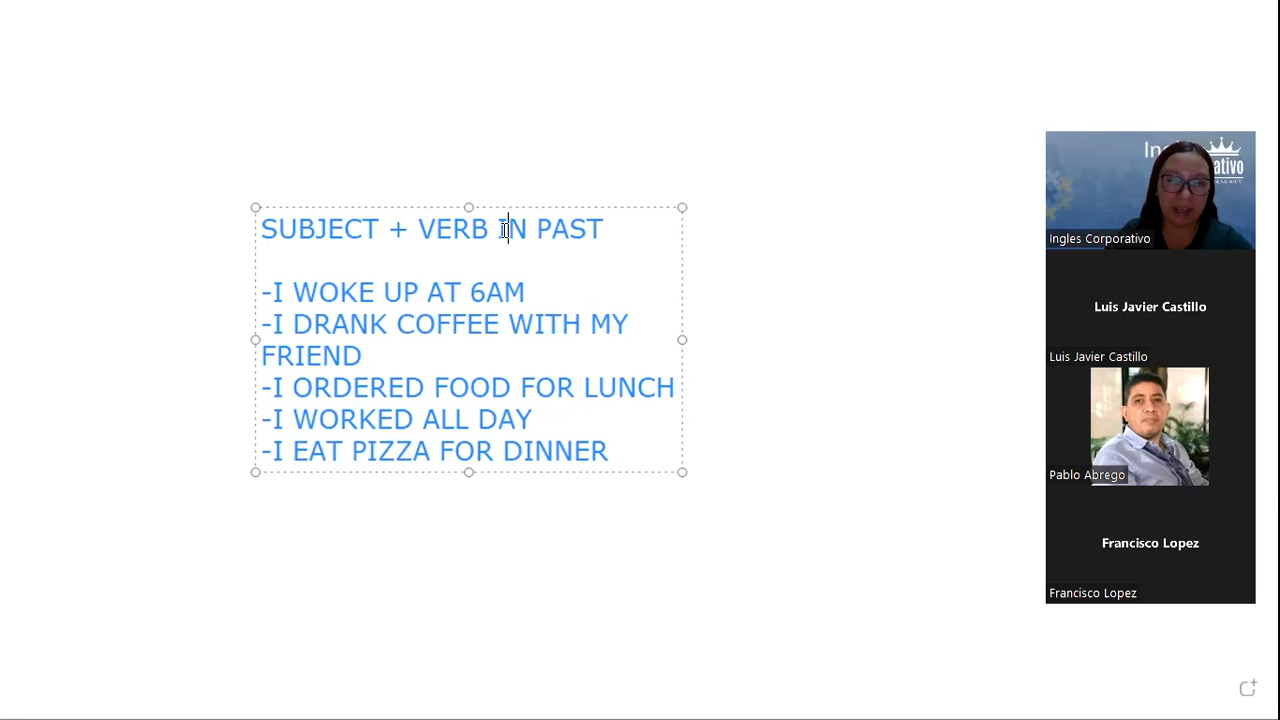 SUBJECT + VERB IN PAST
-I WOKE UP AT 6AM
-I DRANK COFFEE WITH MY
FRIEND
-I ORDERED FOOD FOR LUNCH
-I WORKED ALL DAY
-I EAT PIZZA FOR DINNER
Ingles Corporativo
Luis Javier Castillo
Luis Javier Castillo
Pablo Abrego
Francisco Lopez
Francisco Lopez